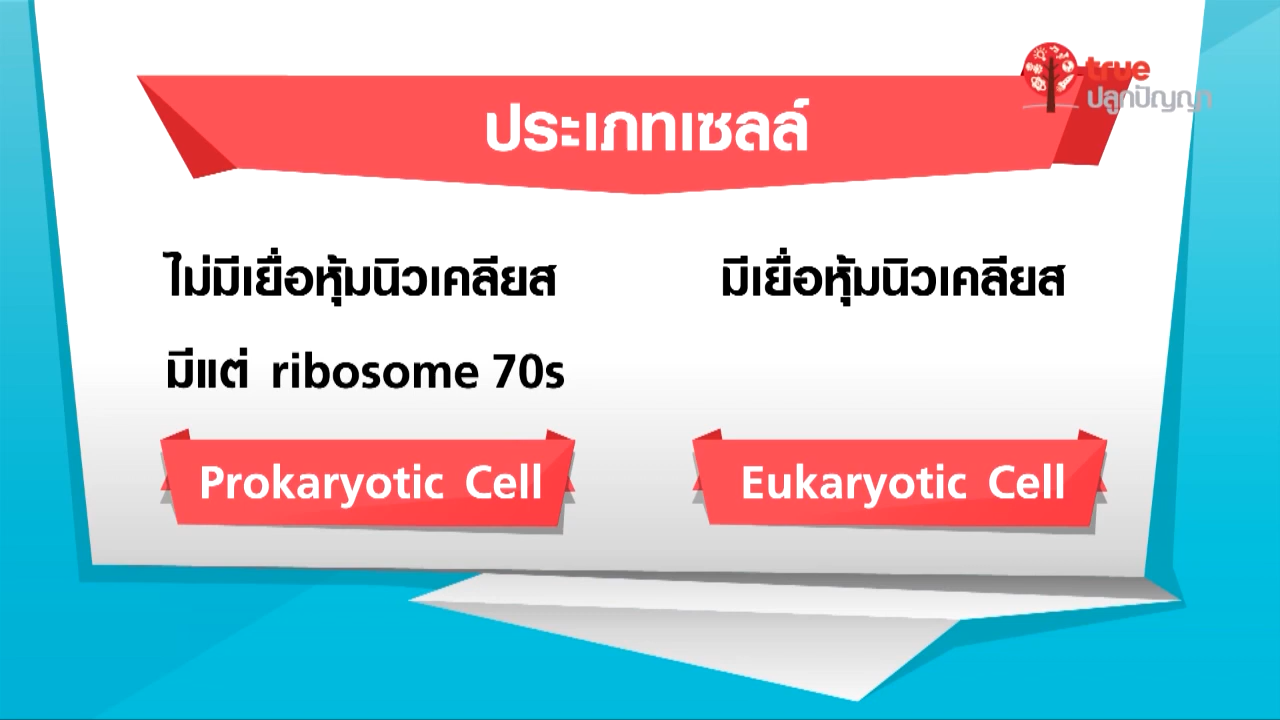 true
ปลูกปัญญา
ประเภทเซลล์
ไม่มีเยื่อหุ้มนิวเคลียส
มีเยื่อหุ้มนิวเคลียส
มีแต่ ribosome 70s
Prokaryotic Cell
Eukaryotic Cell